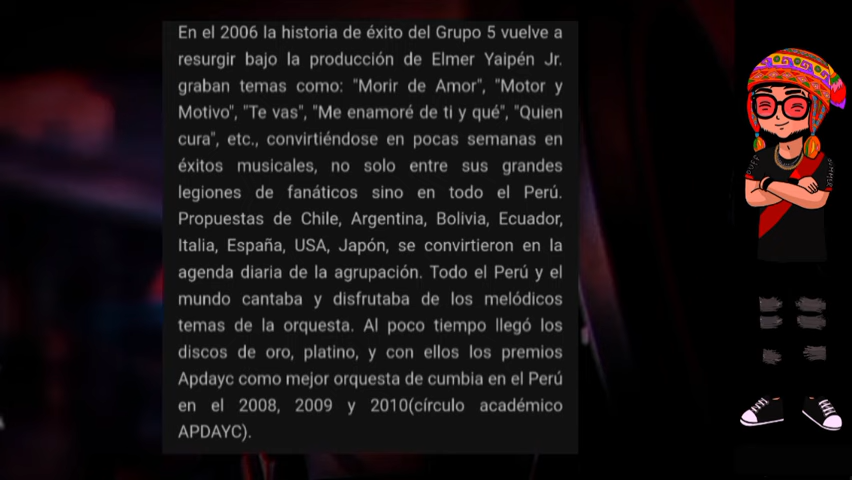 En el 2006 la historia de éxito del Grupo 5 vuelve a
resurgir bajo la producción de Elmer Yaipén Jr.
graban temas como: "Morir de Amor", "Motor y
Motivo", "Te vas", "Me enamoré de ti y qué", "Quien
cura", etc., convirtiéndose en pocas semanas en
éxitos musicales, no solo entre sus grandes
legiones de fanáticos sino en todo el Perú.
Propuestas de Chile, Argentina, Bolivia, Ecuador,
Italia, España, USA, Japón, se convirtieron en la
agenda diaria de la agrupación. Todo el Perú y el
mundo cantaba y disfrutaba de los melódicos
temas de la orquesta. Al poco tiempo llegó los
discos de oro, platino, y con ellos los premios
Apdayc como mejor orquesta de cumbia en el Perú
en el 2008, 2009 y 2010(círculo académico
APDAYC).